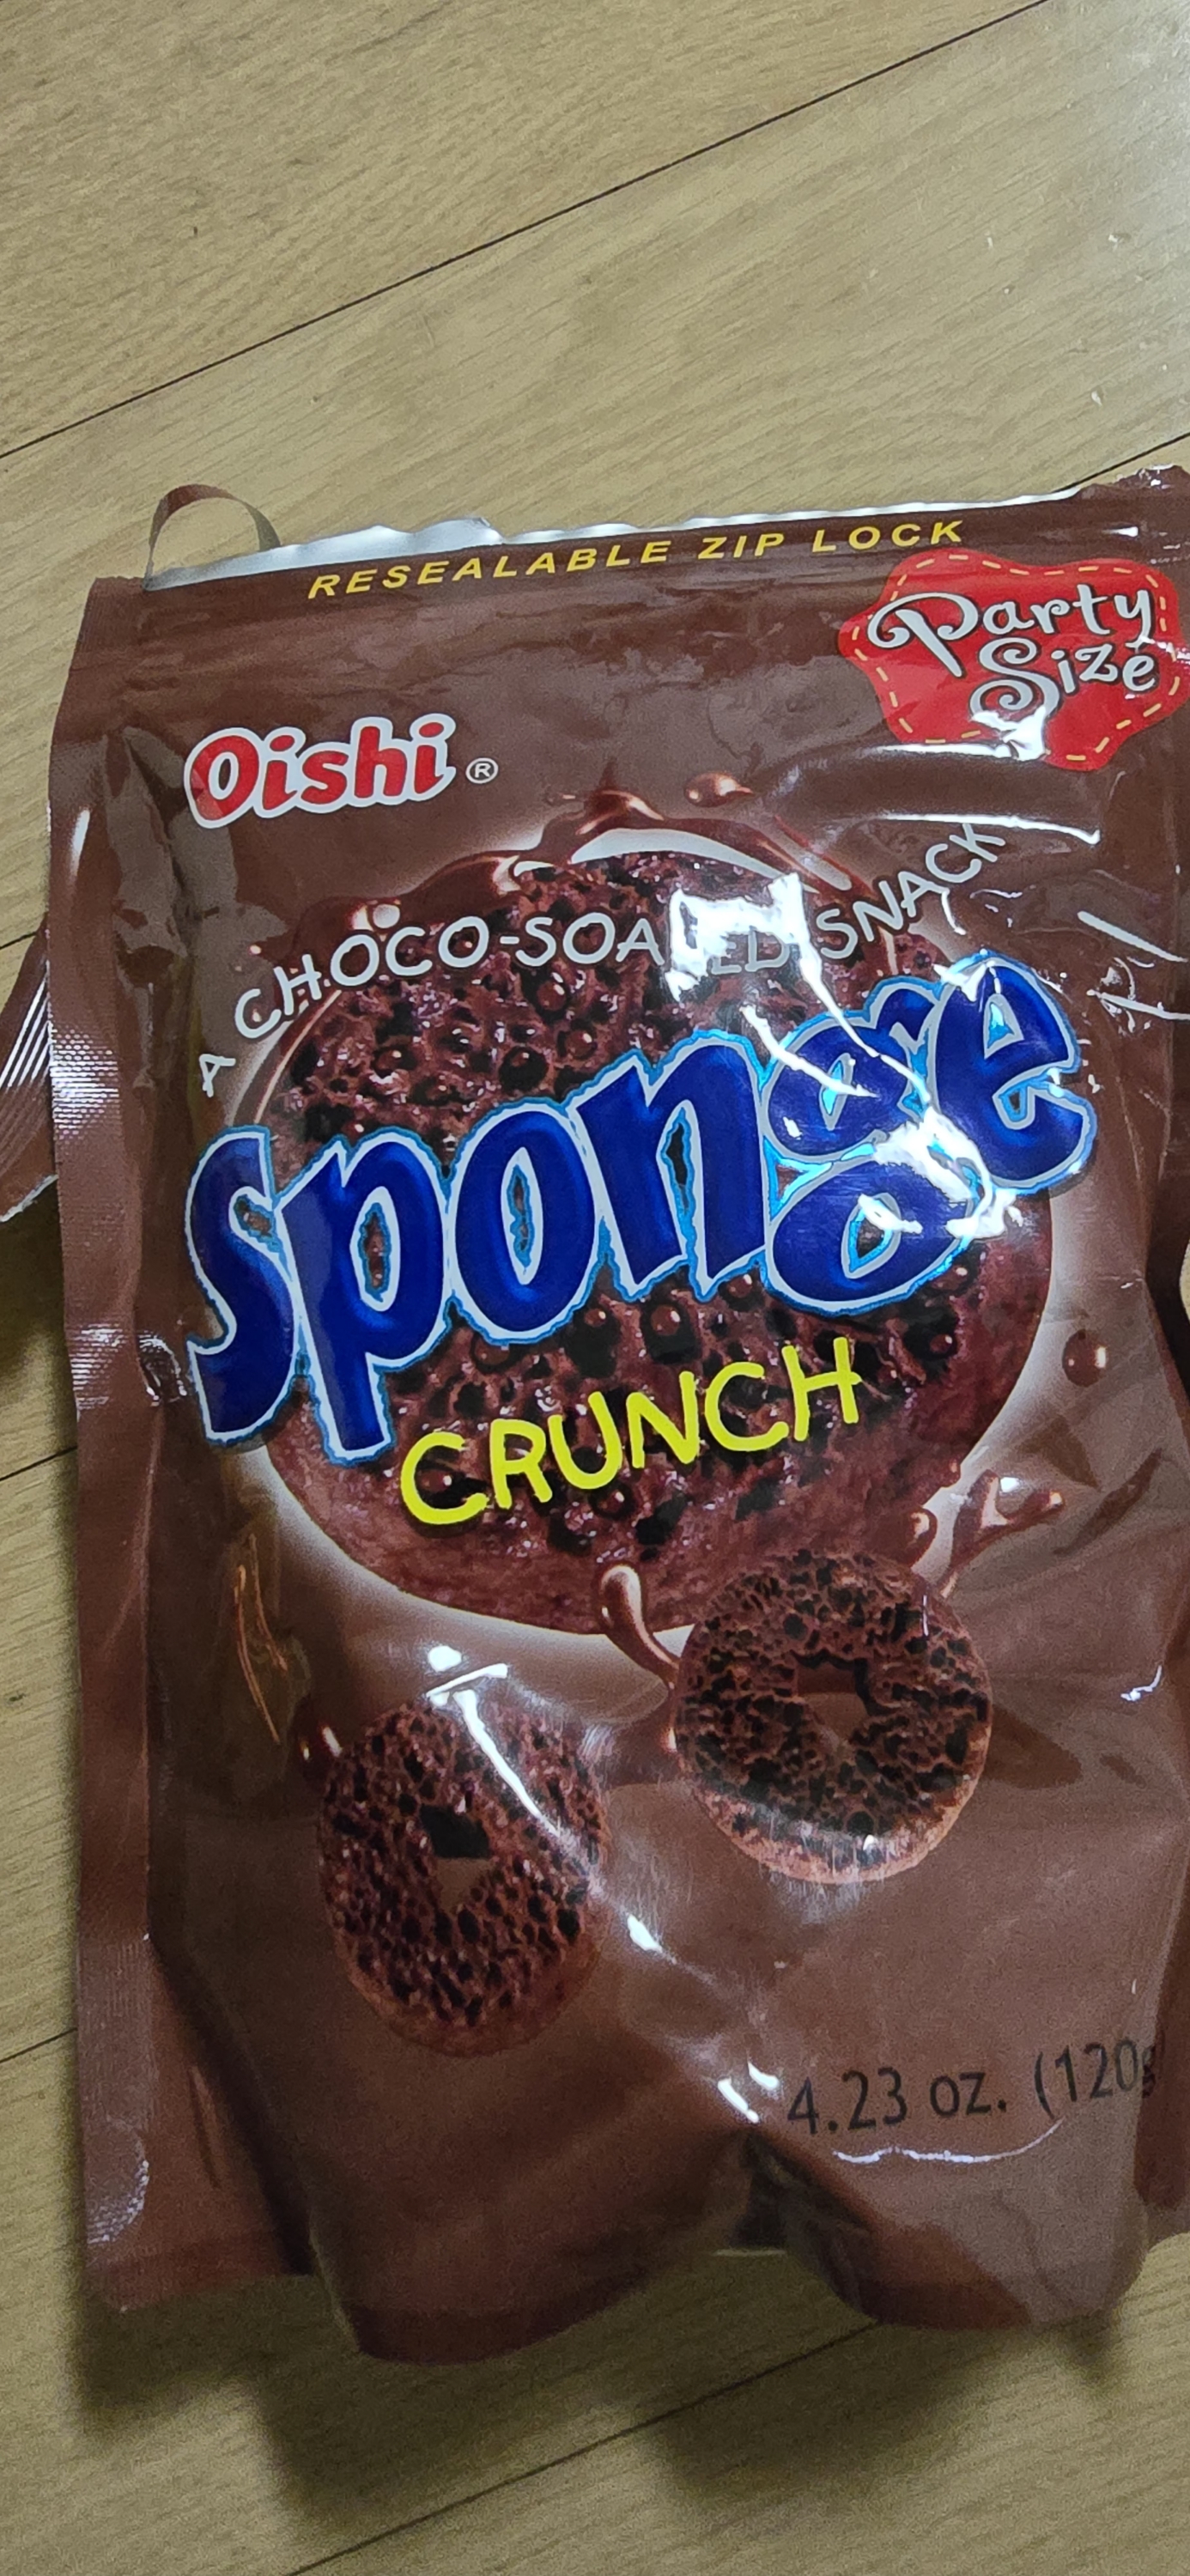 RESEALABLE ZIP LOCK
Party
Size
Oishi®
A CHOCO-SOAKED SNACK
sponge
CRUNCH
4.23 oz. (120g